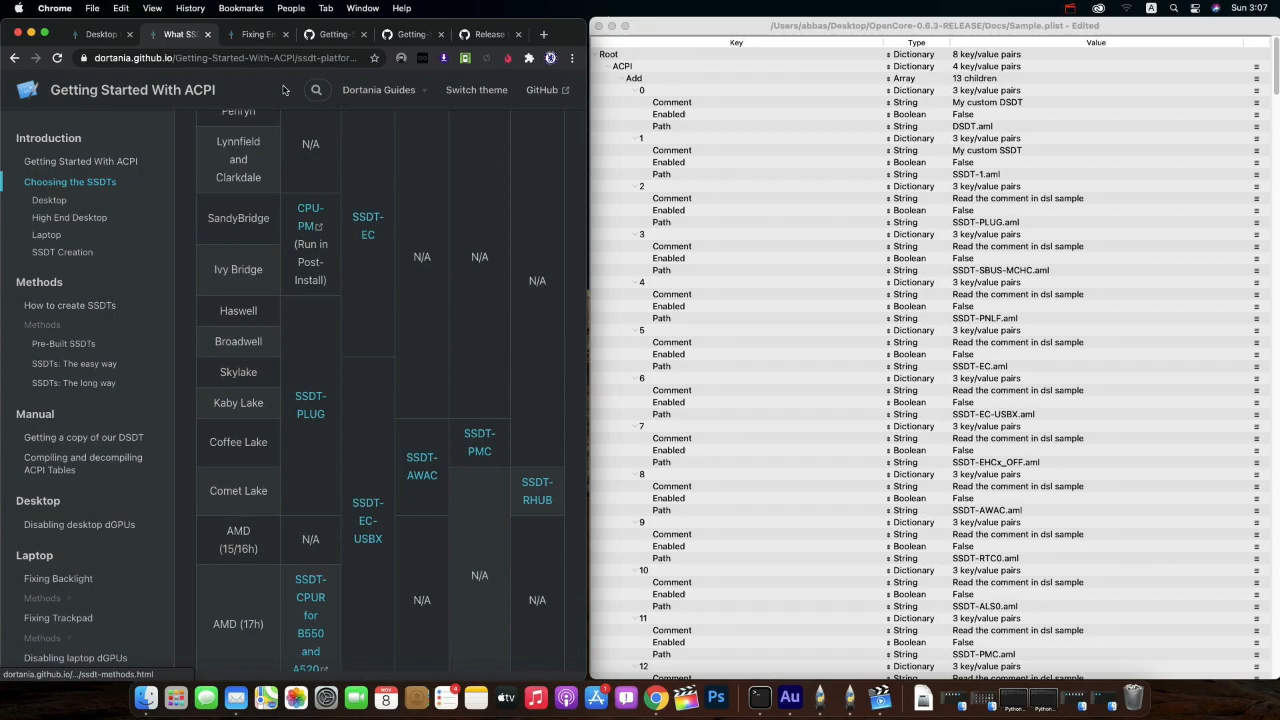 Chrome File Edit View History Bookmarks People Tab Window Help
Sun 3:07
Desktop
What SS
fixing Er
Getting
Getting-
Release
dortania.github.io/Getting-Started-With-ACPI/ssdt-platfor...
Getting Started With ACPI
Dortania Guides
Switch theme
GitHub
Introduction
Getting Started With ACPI
Choosing the SSDTs
Desktop
High End Desktop
Laptop
SSDT Creation
Methods
How to create SSDTs
Methods
Pre-Built SSDTs
SSDTs: The easy way
SSDTs: The long way
Manual
Getting a copy of our DSDT
Compiling and decompiling
ACPI Tables
Desktop
Disabling desktop dGPUs
Laptop
Fixing Backlight
Methods
Fixing Trackpad
Methods
Disabling laptop dGPUs
dortania.github.io/.../ssdt-methods.html
Penryn
Lynnfield
and
Clarkdale
SandyBridge
Ivy Bridge
Haswell
Broadwell
Skylake
Kaby Lake
Coffee Lake
Comet Lake
AMD
(15/16h)
AMD (17h)
N/A
CPU-
PM
(Run in
Post-
Install)
SSDT-
PLUG
N/A
SSDT-
CPUR
for
B550
and
A520
SSDT-
EC
SSDT-
EC-
USBX
N/A
SSDT-
AWAC
N/A
N/A
SSDT-
PMC
N/A
N/A
SSDT-
RHUB
N/A
/Users/abbas/Desktop/OpenCore-0.6.3-RELEASE/Docs/Sample.plist - Edited
Key Type Value
Root Dictionary 8 key/value pairs
ACPI Dictionary 4 key/value pairs
Add Array 13 children
0 Dictionary 3 key/value pairs
Comment String My custom DSDT
Enabled Boolean False
Path String DSDT.aml
1 Dictionary 3 key/value pairs
Comment String My custom SSDT
Enabled Boolean False
Path String SSDT-1.aml
2 Dictionary 3 key/value pairs
Comment String Read the comment in dsl sample
Enabled Boolean False
Path String SSDT-PLUG.aml
3 Dictionary 3 key/value pairs
Comment String Read the comment in dsl sample
Enabled Boolean False
Path String SSDT-SBUS-MCHC.aml
4 Dictionary 3 key/value pairs
Comment String Read the comment in dsl sample
Enabled Boolean False
Path String SSDT-PNLF.aml
5 Dictionary 3 key/value pairs
Comment String Read the comment in dsl sample
Enabled Boolean False
Path String SSDT-EC.aml
6 Dictionary 3 key/value pairs
Comment String Read the comment in dsl sample
Enabled Boolean False
Path String SSDT-EC-USBX.aml
7 Dictionary 3 key/value pairs
Comment String Read the comment in dsl sample
Enabled Boolean False
Path String SSDT-EHCx_OFF.aml
8 Dictionary 3 key/value pairs
Comment String Read the comment in dsl sample
Enabled Boolean False
Path String SSDT-AWAC.aml
9 Dictionary 3 key/value pairs
Comment String Read the comment in dsl sample
Enabled Boolean False
Path String SSDT-RTC0.aml
10 Dictionary 3 key/value pairs
Comment String Read the comment in dsl sample
Enabled Boolean False
Path String SSDT-ALS0.aml
11 Dictionary 3 key/value pairs
Comment String Read the comment in dsl sample
Enabled Boolean False
Path String SSDT-PMC.aml
12 Dictionary 3 key/value pairs
Comment String Read the comment in dsl sample
NOV
8
4
tv
1
Ps
Au
Python...
Python...